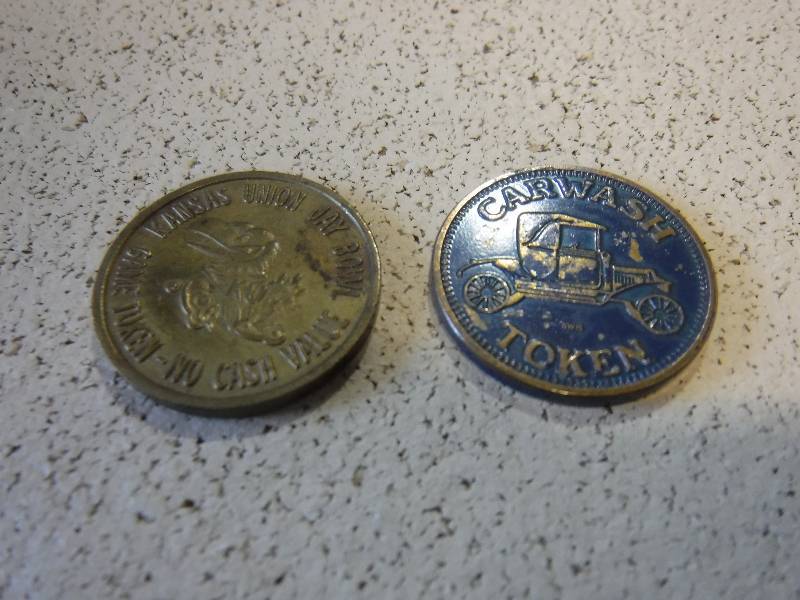 KANSAS UNION JAY BOWL
GAME TOKEN - NO CASH VALUE
CARWASH
TOKEN